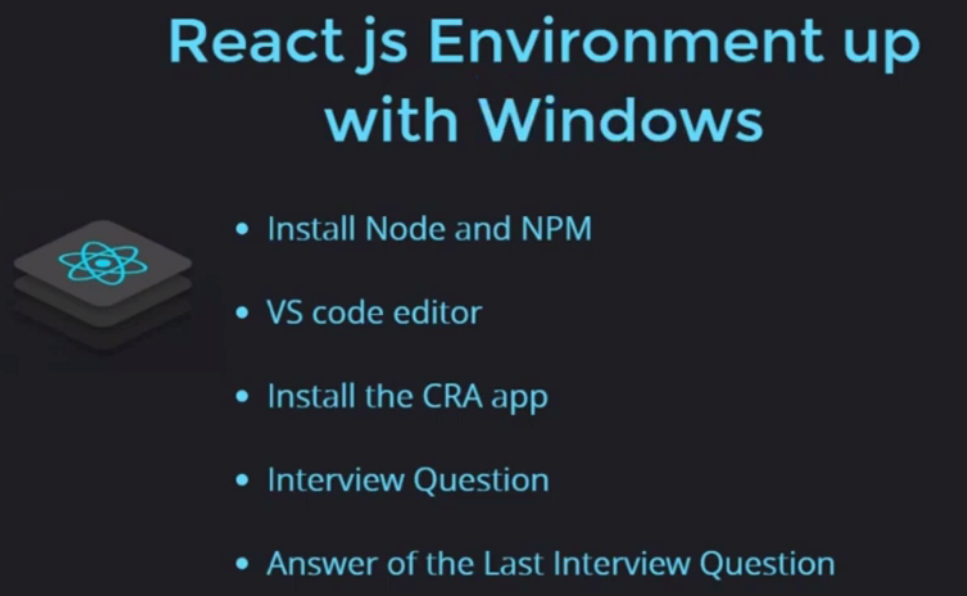 React js Environment up
with Windows
• Install Node and NPM
• VS code editor
• Install the CRA app
• Interview Question
• Answer of the Last Interview Question